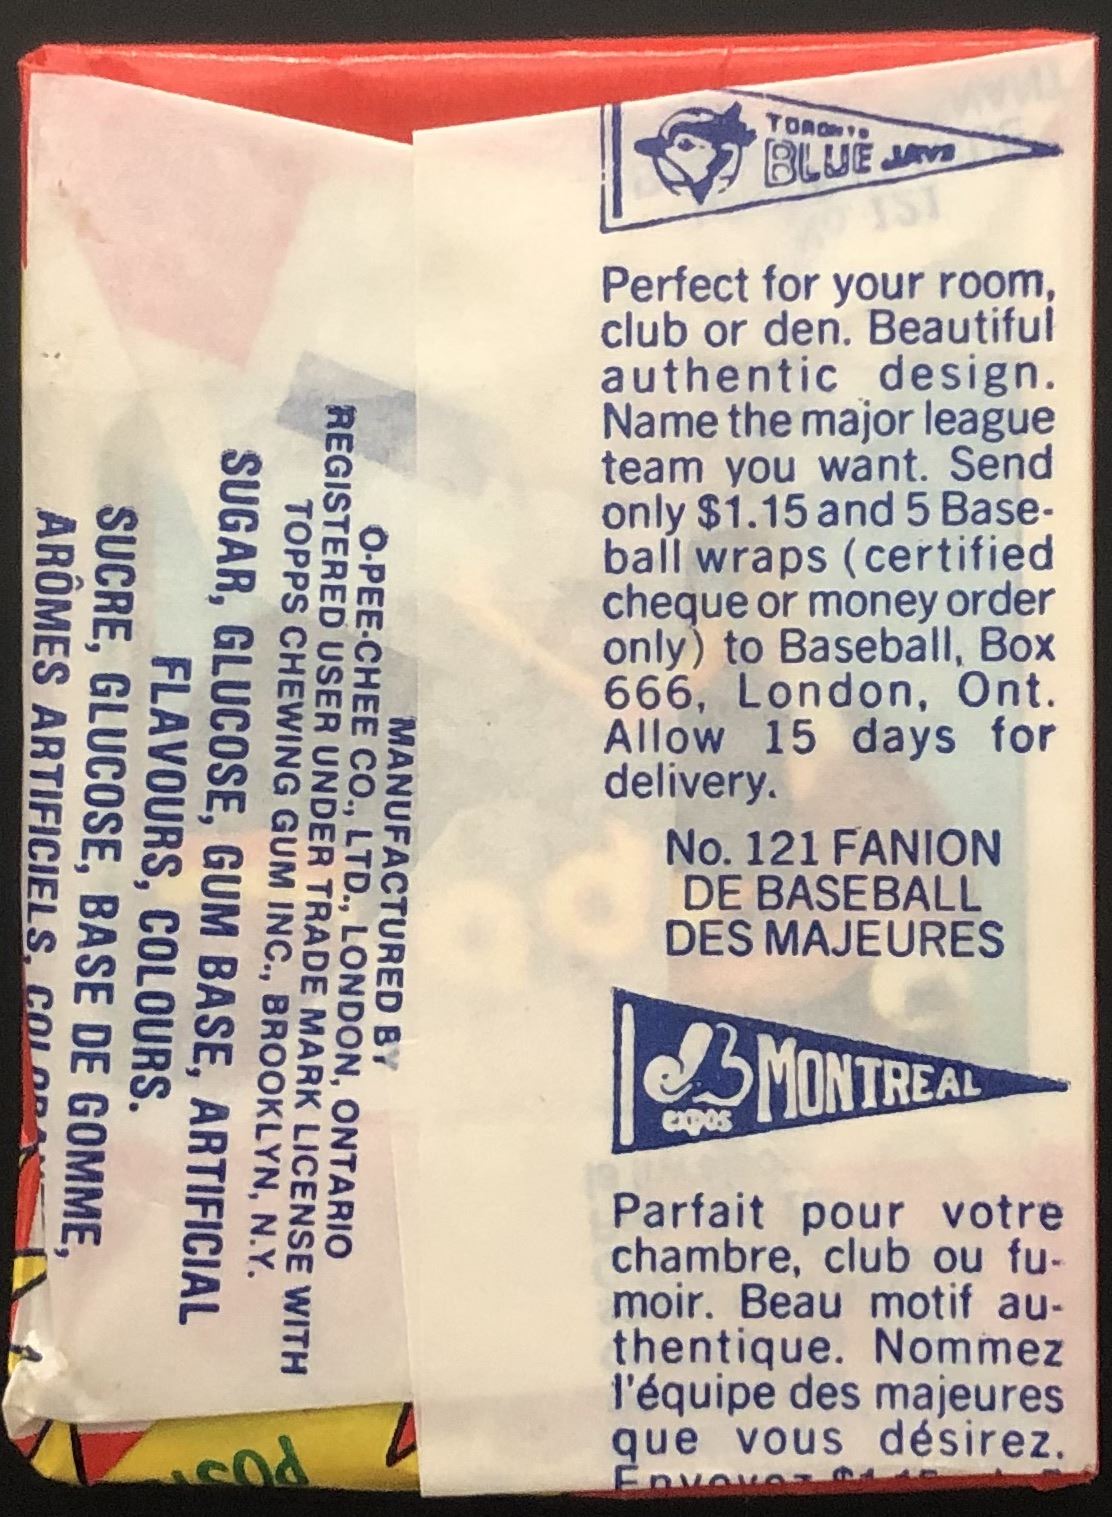 TORONTO
BLUE JAYS
Perfect for your room,
club or den. Beautiful
authentic design.
Name the major league
team you want. Send
only $1.15 and 5 Base-
ball wraps (certified
cheque or money order
only) to Baseball, Box
666, London, Ont.
Allow 15 days for
delivery.
No. 121 FANION
DE BASEBALL
DES MAJEURES
expos MONTREAL
Parfait pour votre
chambre, club ou fu-
moir. Beau motif au-
thentique. Nommez
l'équipe des majeures
que vous désirez.
Envoyez $1.15
MANUFACTURED BY
O-PEE-CHEE CO., LTD., LONDON, ONTARIO
REGISTERED USER UNDER TRADE MARK LICENSE WITH
TOPPS CHEWING GUM INC., BROOKLYN, N.Y.
SUGAR, GLUCOSE, GUM BASE, ARTIFICIAL
FLAVOURS, COLOURS.
SUCRE, GLUCOSE, BASE DE GOMME,
ARÔMES ARTIFICIELS,